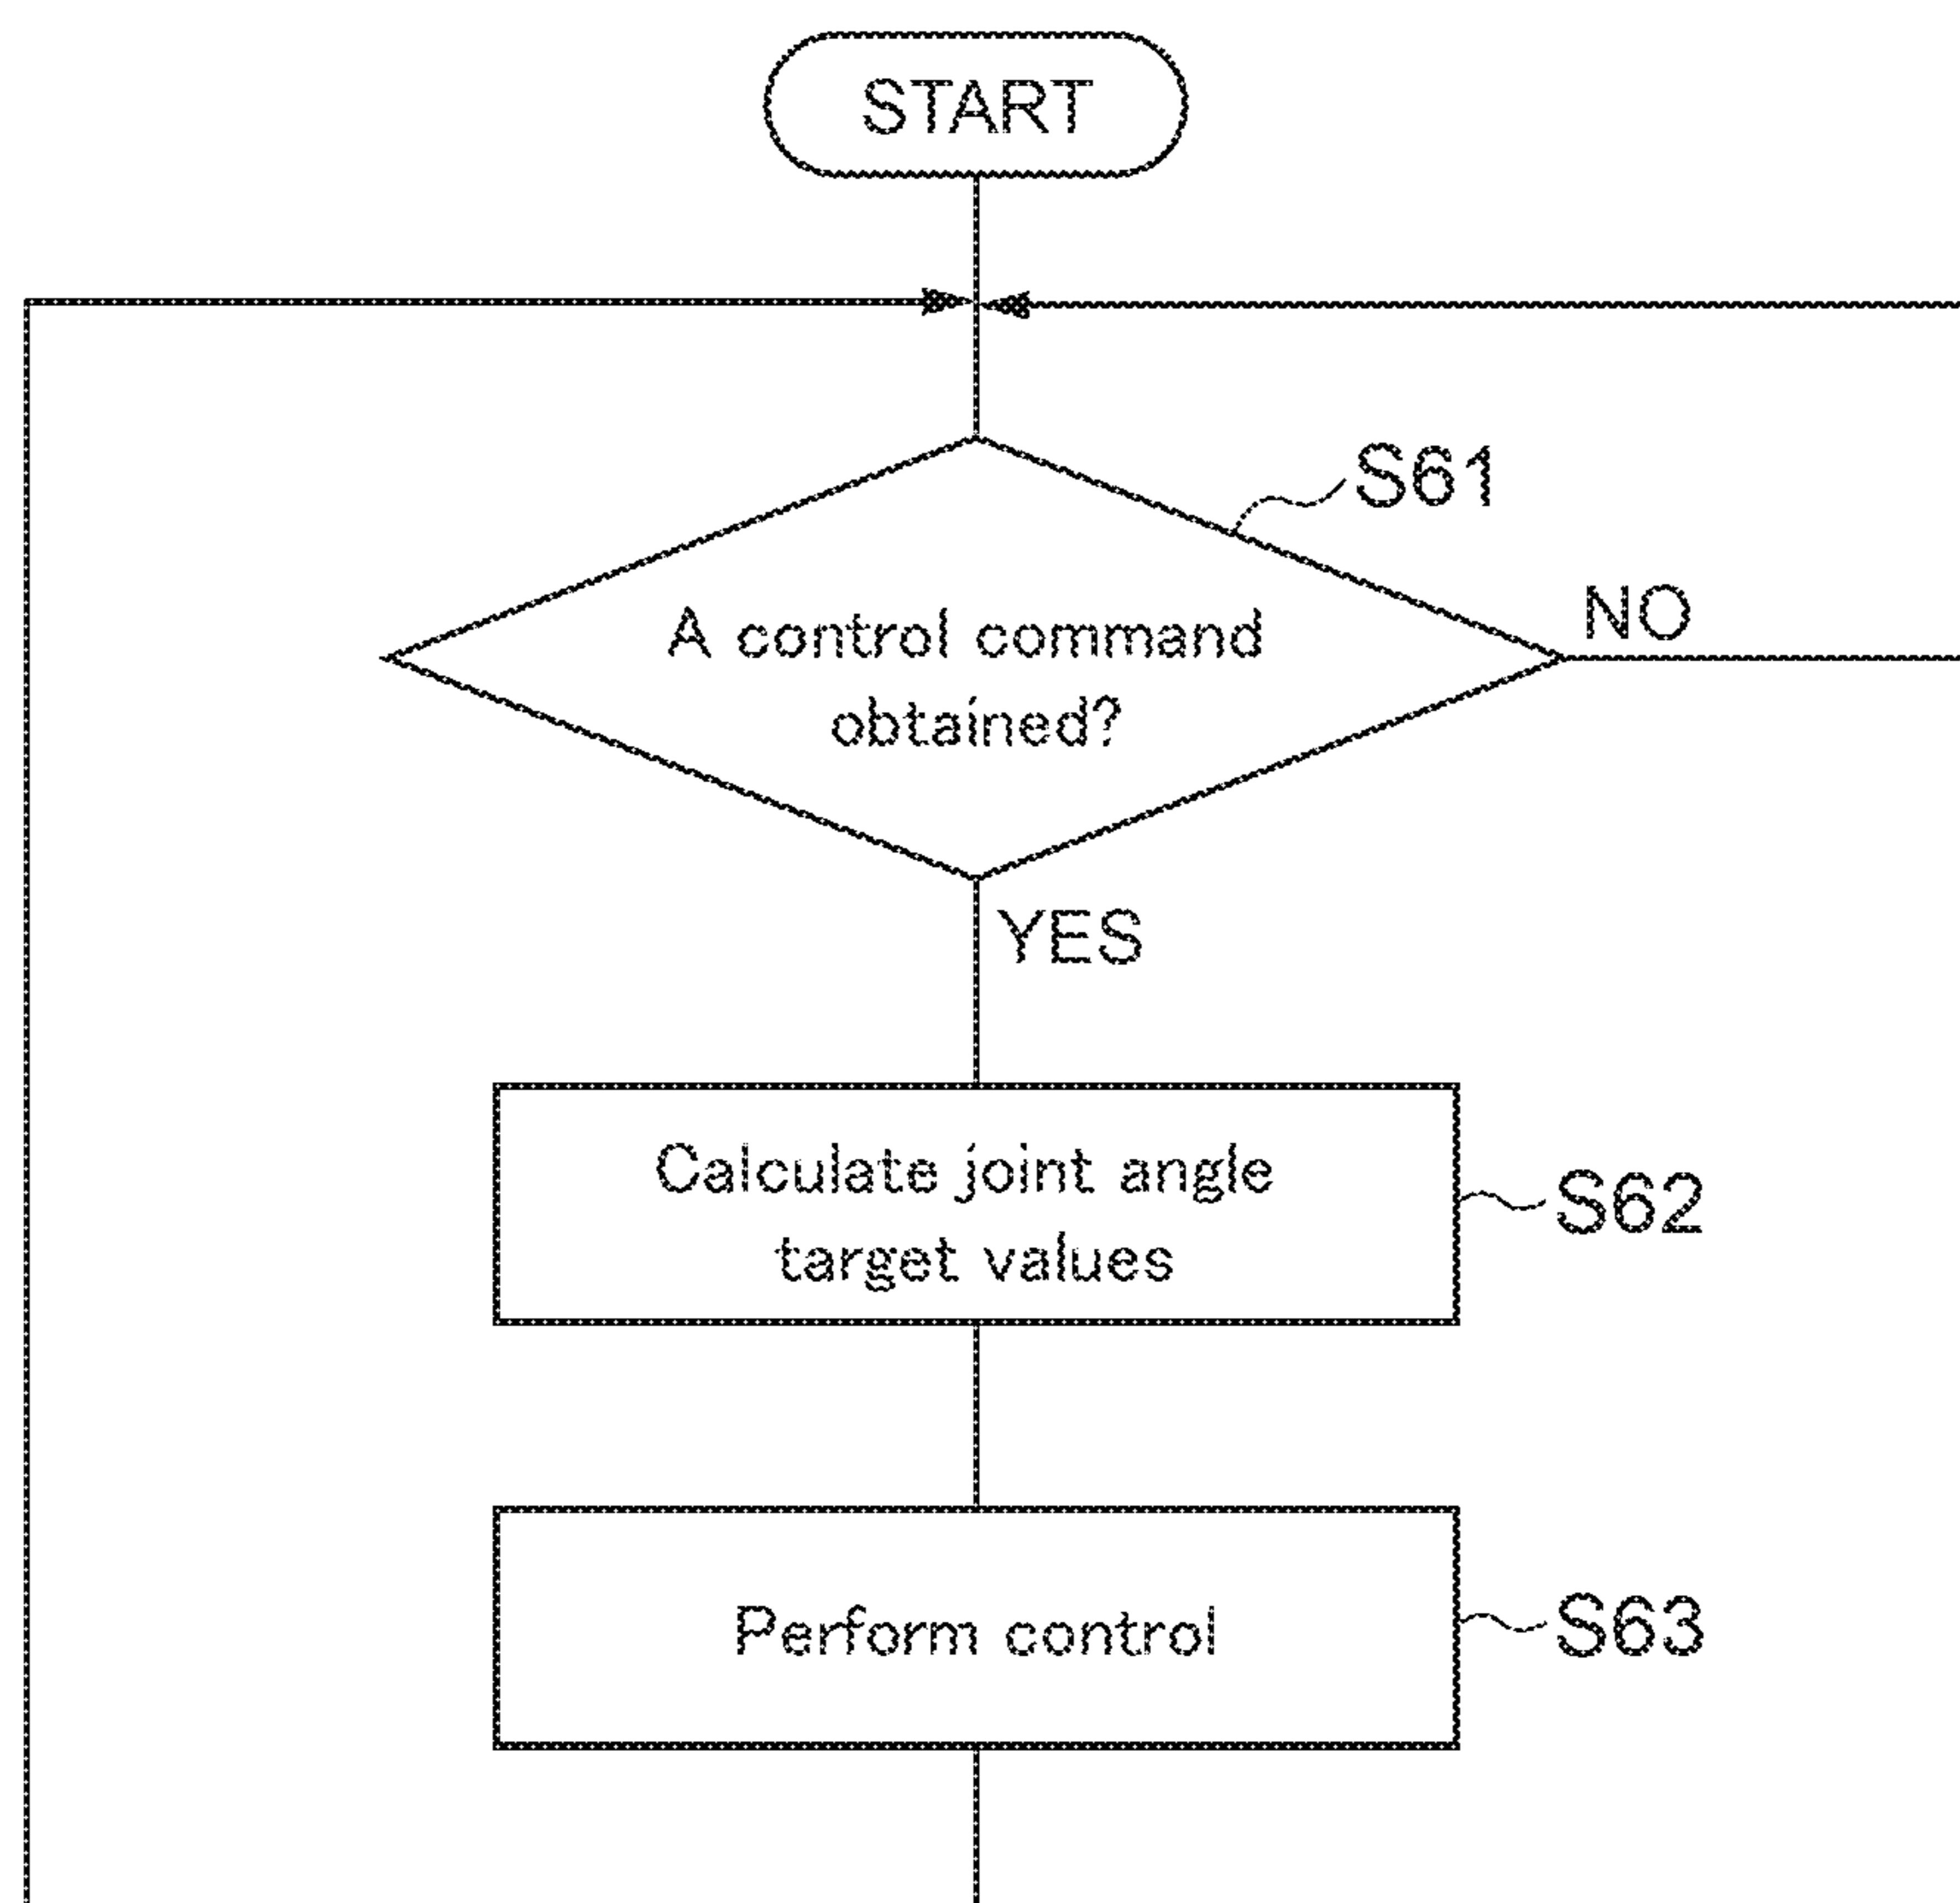 START
S61
NO
A control command
obtained?
YES
Calculate joint angle
target values
S62
Perform control
S63